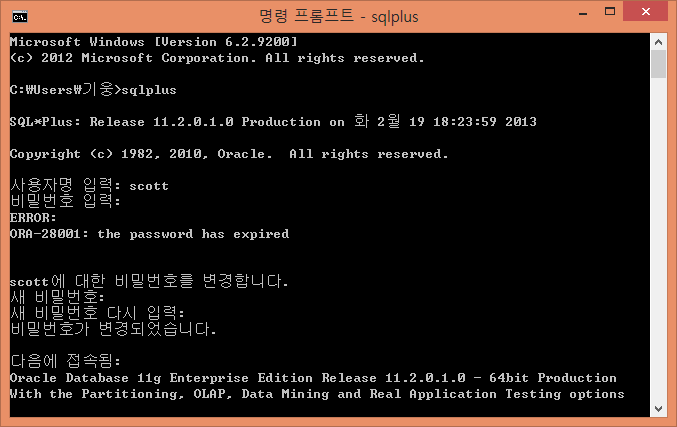 명령 프롬프트 - sqlplus
Microsoft Windows [Version 6.2.9200]
(c) 2012 Microsoft Corporation. All rights reserved.
C:₩Users₩기웅>sqlplus
SQL*Plus: Release 11.2.0.1.0 Production on 화 2월 19 18:23:59 2013
Copyright (c) 1982, 2010, Oracle.  All rights reserved.
사용자명 입력: scott
비밀번호 입력:
ERROR:
ORA-28001: the password has expired
scott에 대한 비밀번호를 변경합니다.
새 비밀번호:
새 비밀번호 다시 입력:
비밀번호가 변경되었습니다.
다음에 접속됨:
Oracle Database 11g Enterprise Edition Release 11.2.0.1.0 - 64bit Production
With the Partitioning, OLAP, Data Mining and Real Application Testing options